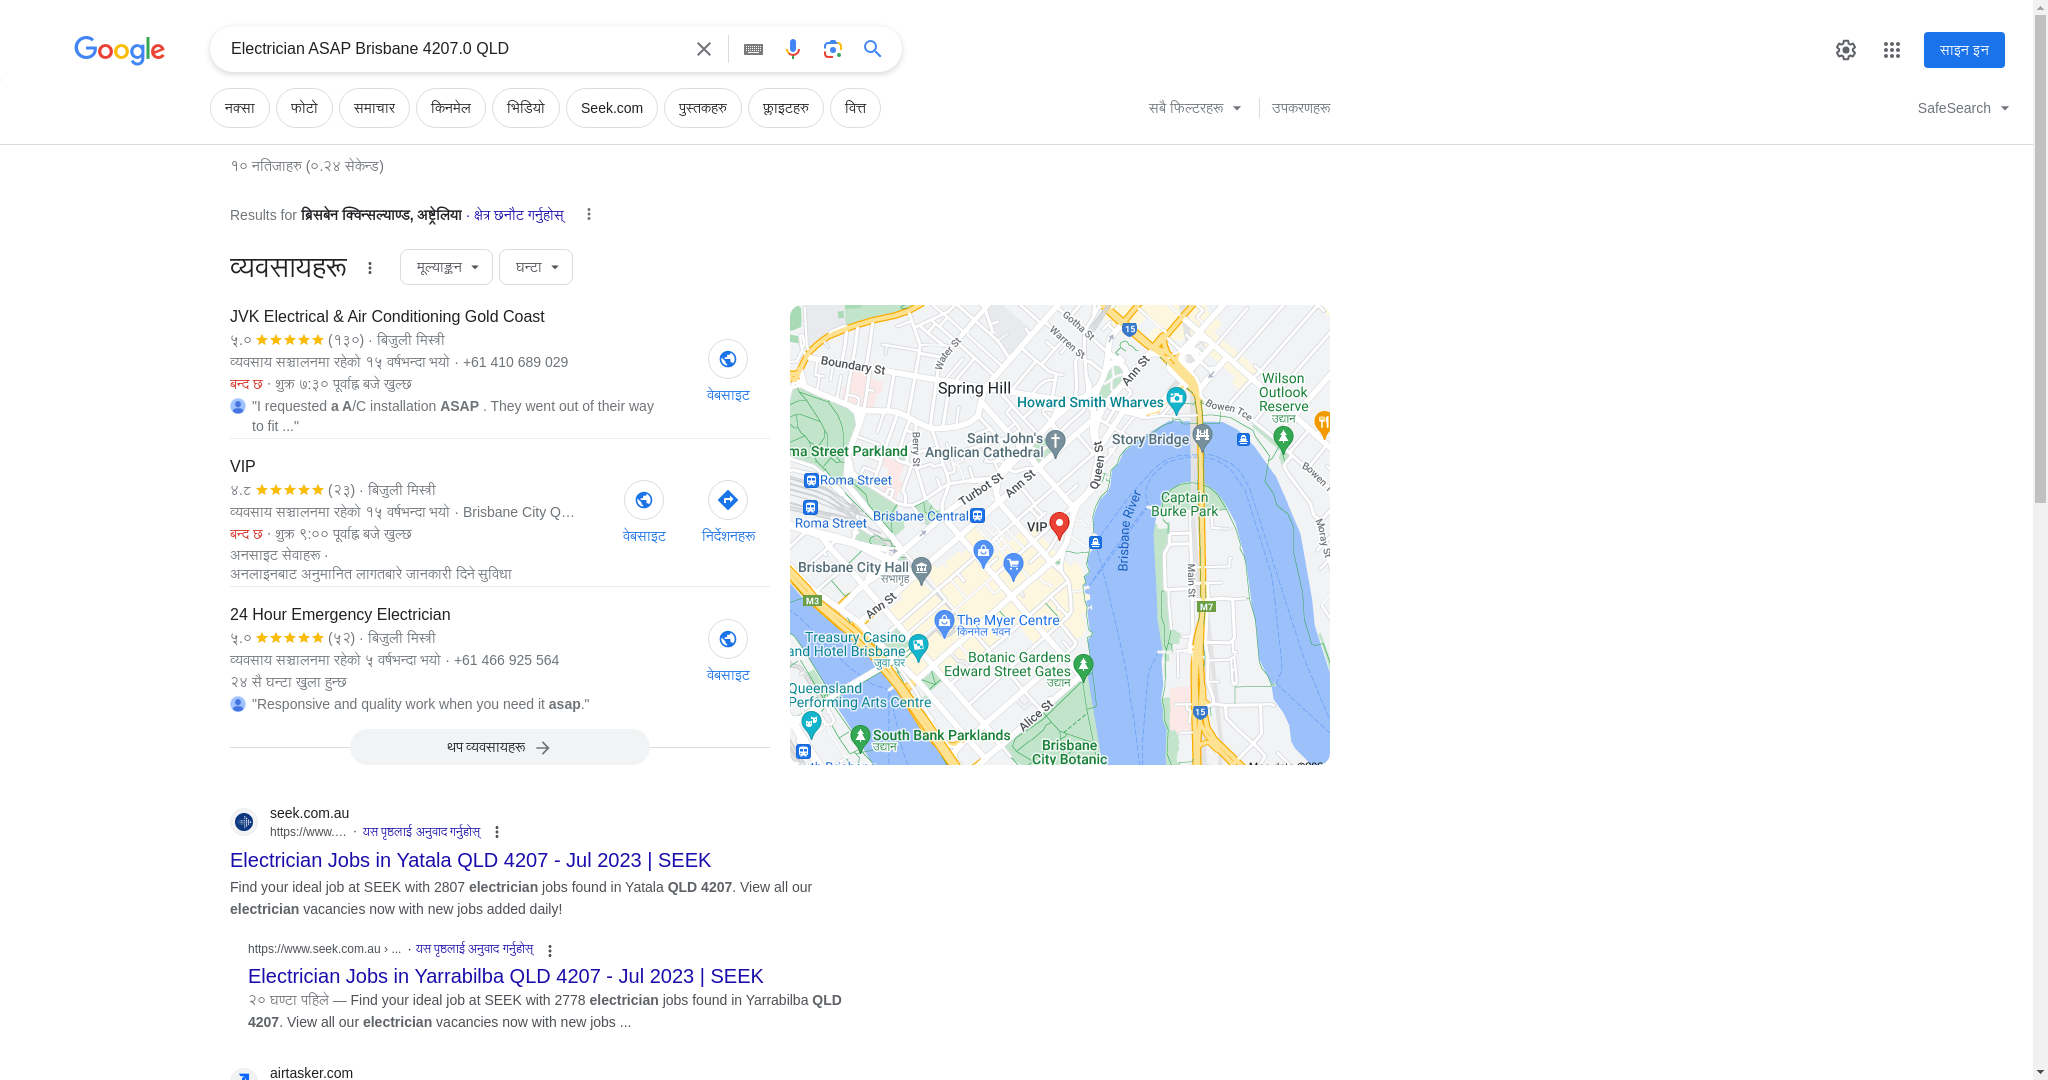 Google
Electrician ASAP Brisbane 4207.0 QLD
साइन इन
नक्सा
फोटो
समाचार
किनमेल
भिडियो
Seek.com
पुस्तकहरु
फ्लाइटहरु
वित्त
सबै फिल्टरहरू
उपकरणहरू
SafeSearch
१० नतिजाहरु (०.२४ सेकेन्ड)
Results for ब्रिसबेन क्विन्सल्याण्ड, अष्ट्रेलिया · क्षेत्र छनौट गर्नुहोस्
व्यवसायहरू
मूल्याङ्कन
घन्टा
JVK Electrical & Air Conditioning Gold Coast
५.० (१३०) · बिजुली मिस्त्री
व्यवसाय सञ्चालनमा रहेको १५ वर्षभन्दा भयो · +61 410 689 029
बन्द छ · शुक्र ७:३० पूर्वाह्न बजे खुल्छ
"I requested a A/C installation ASAP . They went out of their way
to fit ..."
वेबसाइट
VIP
४.८ (२३) · बिजुली मिस्त्री
व्यवसाय सञ्चालनमा रहेको १५ वर्षभन्दा भयो · Brisbane City Q…
बन्द छ · शुक्र ९:०० पूर्वाह्न बजे खुल्छ
अनसाइट सेवाहरू ·
अनलाइनबाट अनुमानित लागतबारे जानकारी दिने सुविधा
वेबसाइट
निर्देशनहरू
24 Hour Emergency Electrician
५.० (५२) · बिजुली मिस्त्री
व्यवसाय सञ्चालनमा रहेको ५ वर्षभन्दा भयो · +61 466 925 564
२४ सै घन्टा खुला हुन्छ
"Responsive and quality work when you need it asap."
वेबसाइट
थप व्यवसायहरू
Gotha St
15
Warren St
Water St
Boundary St
Ann St
Spring Hill
Wilson
Outlook
Reserve
उद्यान
Howard Smith Wharves
Bowen Tce
Saint John's
Anglican Cathedral
Story Bridge
Berry St
Queen St
ma Street Parkland
Bowen
Roma Street
Turbot St
Ann St
Captain
Burke Park
Roma Street
Brisbane Central
VIP
Brisbane River
Moray St
Brisbane City Hall
सभागृह
Main St
M3
Ann St
M7
The Myer Centre
किनमेल भवन
Treasury Casino
and Hotel Brisbane
जुवा घर
Botanic Gardens
Edward Street Gates
उद्यान
Queensland
Performing Arts Centre
Alice St
15
South Bank Parklands
उद्यान
Brisbane
City Botanic
seek.com.au
https://www.… · यस पृष्ठलाई अनुवाद गर्नुहोस्
Electrician Jobs in Yatala QLD 4207 - Jul 2023 | SEEK
Find your ideal job at SEEK with 2807 electrician jobs found in Yatala QLD 4207. View all our
electrician vacancies now with new jobs added daily!
https://www.seek.com.au › ... · यस पृष्ठलाई अनुवाद गर्नुहोस्
Electrician Jobs in Yarrabilba QLD 4207 - Jul 2023 | SEEK
२० घण्टा पहिले — Find your ideal job at SEEK with 2778 electrician jobs found in Yarrabilba QLD
4207. View all our electrician vacancies now with new jobs ...
airtasker.com